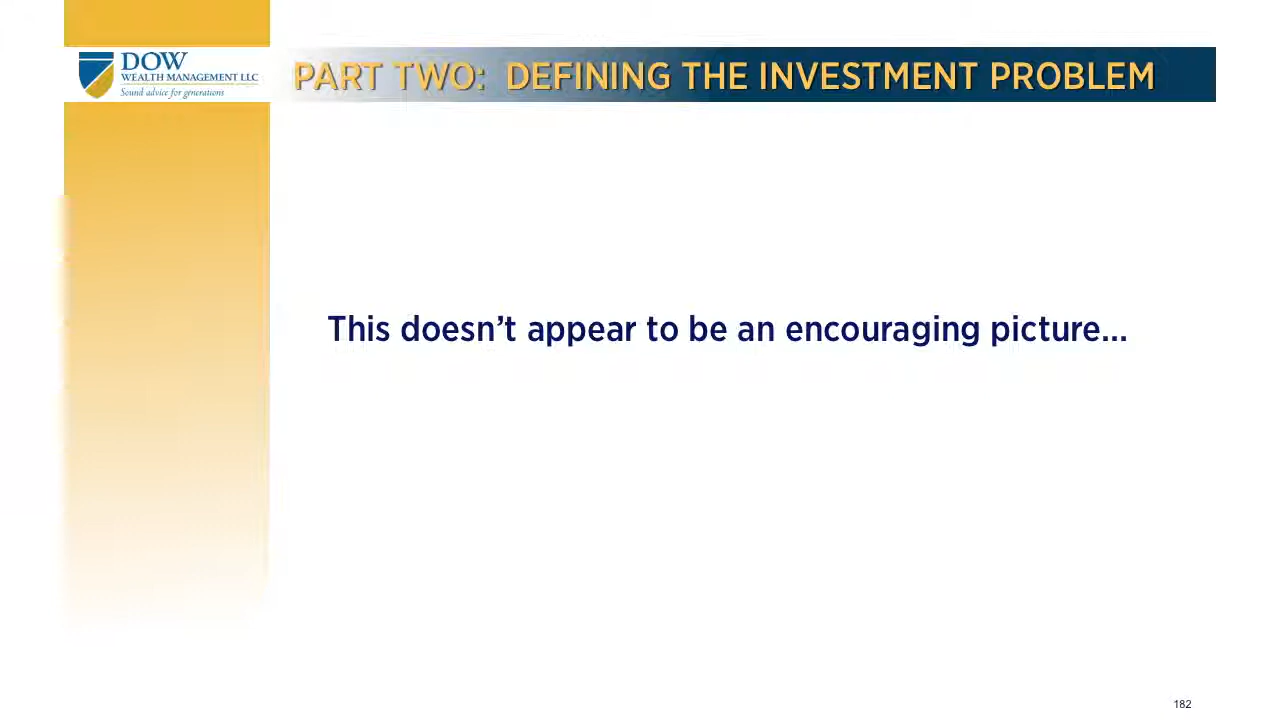 DOW
WEALTH MANAGEMENT LLC
Sound advice for generations
PART TWO:  DEFINING THE INVESTMENT PROBLEM
This doesn’t appear to be an encouraging picture...
182